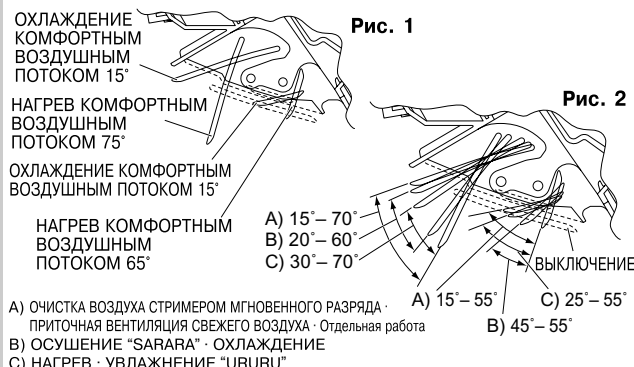 ОХЛАЖДЕНИЕ
КОМФОРТНЫМ
ВОЗДУШНЫМ
ПОТОКОМ 15°
Рис. 1
НАГРЕВ КОМФОРТНЫМ
ВОЗДУШНЫМ
ПОТОКОМ 75°
ОХЛАЖДЕНИЕ КОМФОРТНЫМ
ВОЗДУШНЫМ ПОТОКОМ 15°
НАГРЕВ КОМФОРТНЫМ
ВОЗДУШНЫМ
ПОТОКОМ 65°
Рис. 2
A) 15°– 70°
B) 20°– 60°
C) 30°– 70°
ВЫКЛЮЧЕНИЕ
A) 15°– 55°
C) 25°– 55°
B) 45°– 55°
A) ОЧИСТКА ВОЗДУХА СТРИМЕРОМ МГНОВЕННОГО РАЗРЯДА ·
ПРИТОЧНАЯ ВЕНТИЛЯЦИЯ СВЕЖЕГО ВОЗДУХА · Отдельная работа
B) ОСУШЕНИЕ “SARARA” · ОХЛАЖДЕНИЕ
C) НАГРЕВ · УВЛАЖНЕНИЕ “URURU”